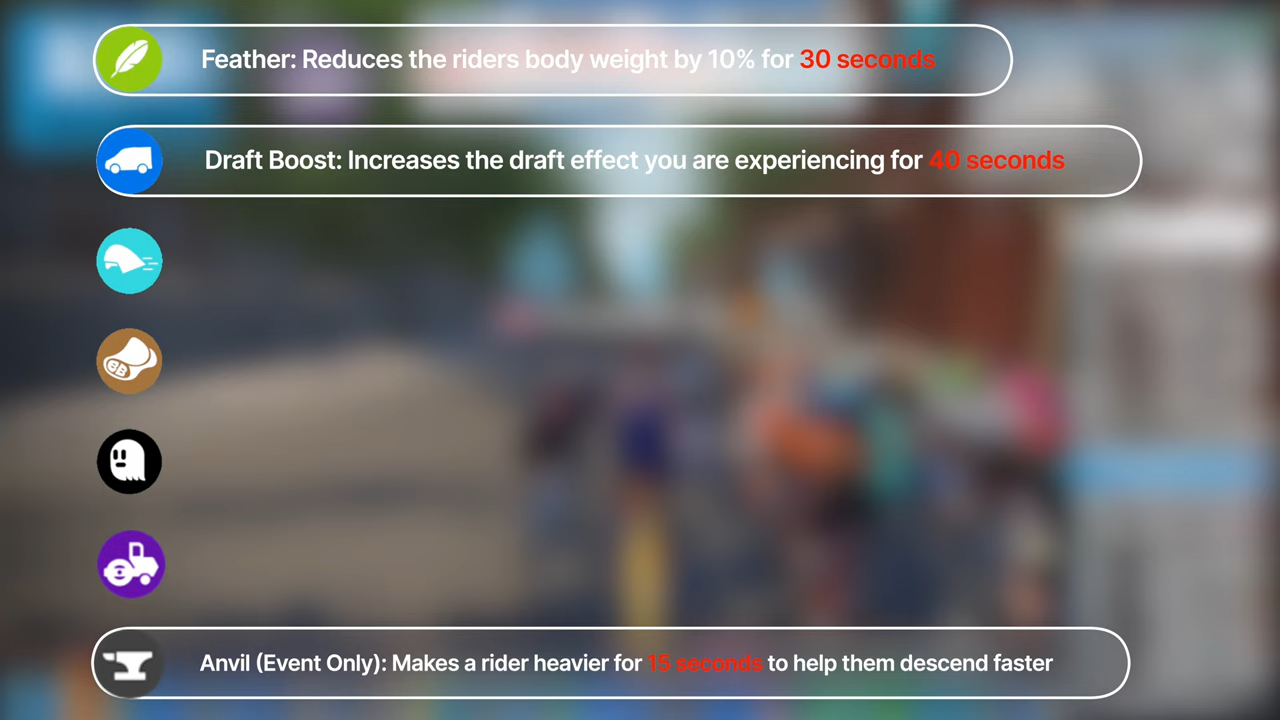 Feather: Reduces the riders body weight by 10% for 30 seconds
Draft Boost: Increases the draft effect you are experiencing for 40 seconds
Anvil (Event Only): Makes a rider heavier for 15 seconds to help them descend faster